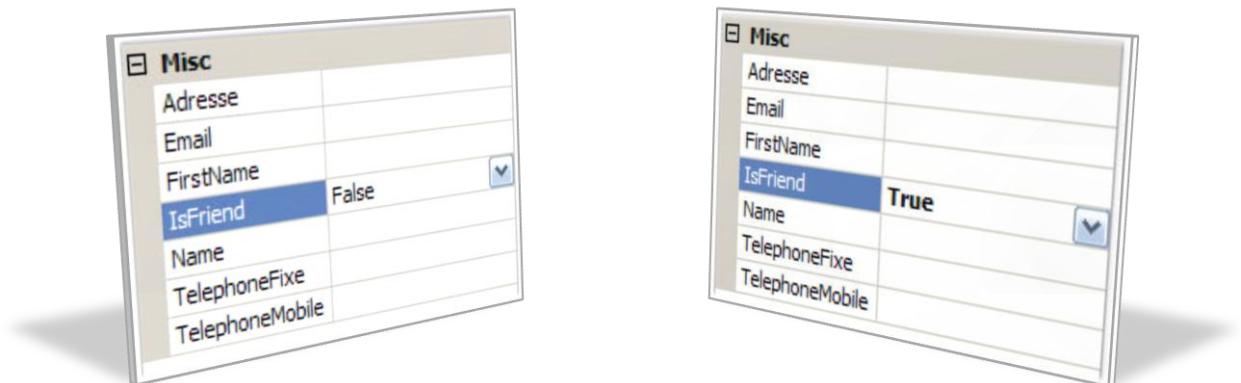 Misc
Adresse
Email
FirstName
IsFriend False
Name
TelephoneFixe
TelephoneMobile
Misc
Adresse
Email
FirstName
IsFriend True
Name
TelephoneFixe
TelephoneMobile